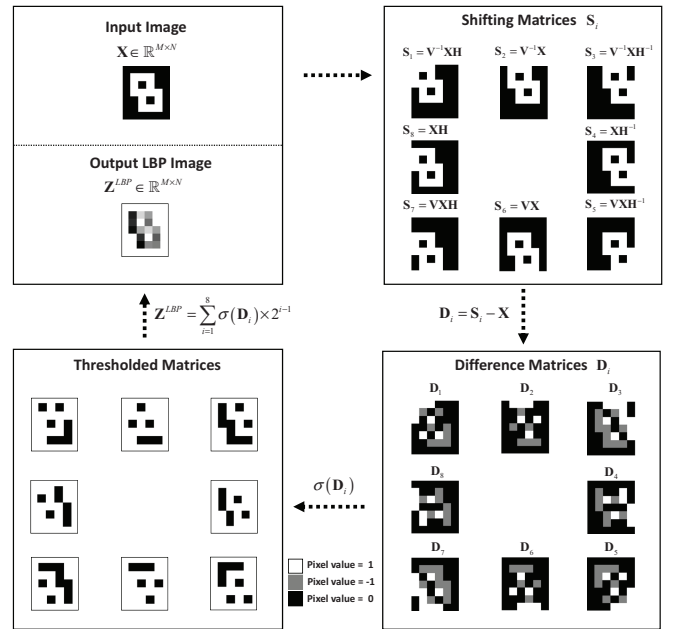 Input Image
X ∈ ℝ^{M×N}
Output LBP Image
Z^{LBP} ∈ ℝ^{M×N}
Shifting Matrices S_i
S_1 = V^{-1}XH S_2 = V^{-1}X S_3 = V^{-1}XH^{-1}
S_8 = XH S_4 = XH^{-1}
S_7 = VXH S_6 = VX S_5 = VXH^{-1}
Z^{LBP} = \sum_{i=1}^{8} σ(D_i) × 2^{i-1}
D_i = S_i − X
Thresholded Matrices
Difference Matrices D_i
D_1 D_2 D_3
D_8 D_4
D_7 D_6 D_5
σ(D_i)
Pixel value = 1
Pixel value = -1
Pixel value = 0